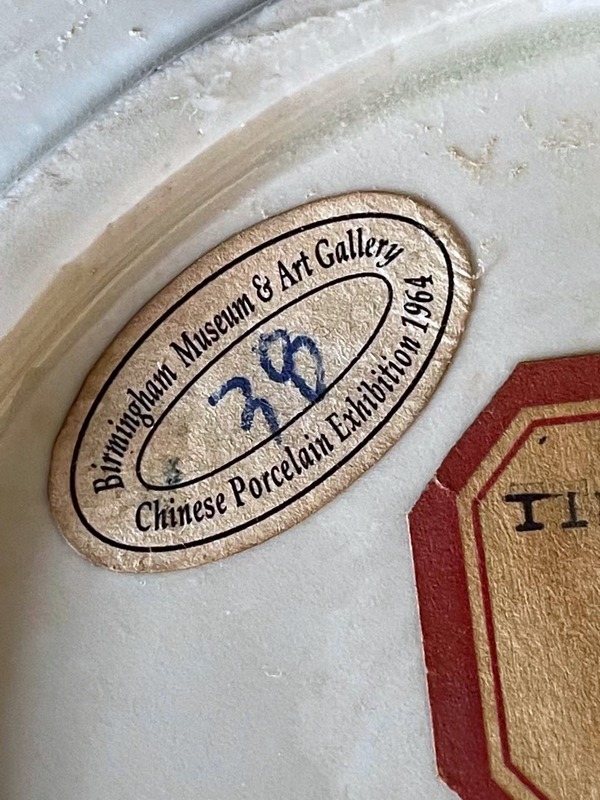 Birmingham Museum & Art Gallery
38
Chinese Porcelain Exhibition 1964